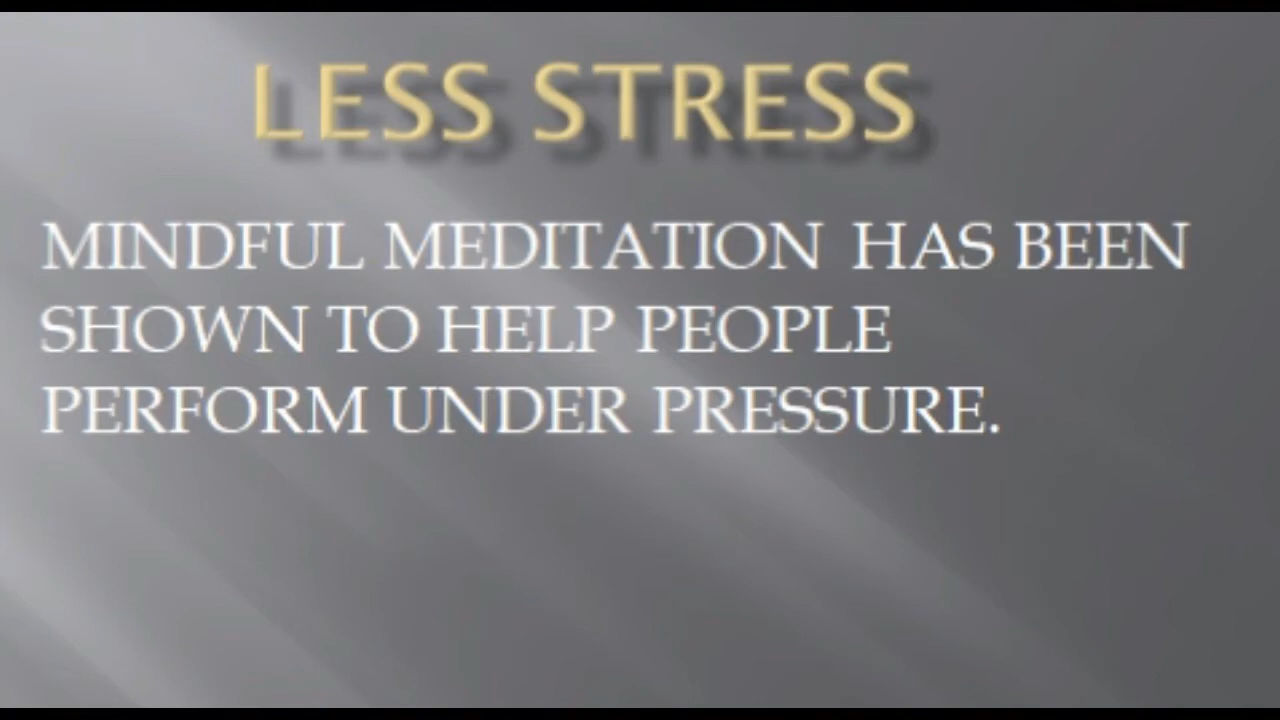 LESS STRESS
MINDFUL MEDITATION HAS BEEN
SHOWN TO HELP PEOPLE
PERFORM UNDER PRESSURE.